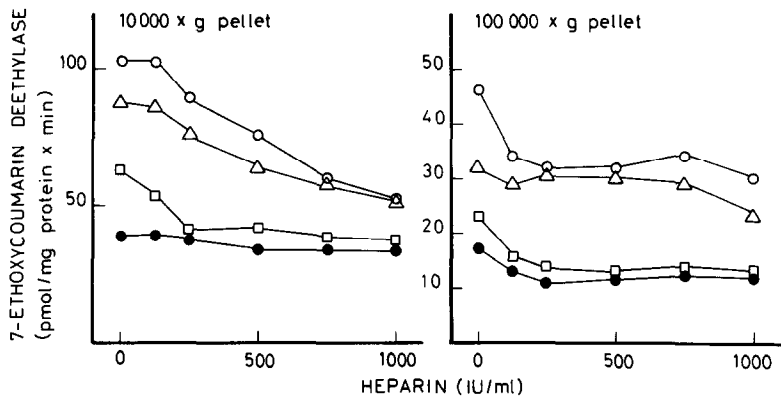 10 000 x g pellet
100 000 x g pellet
7-ETHOXYCOUMARIN DEETHYLASE
(pmol/mg protein x min)
100
50
50
40
30
20
10
0 500 1000
0 500 1000
HEPARIN (IU/ml)